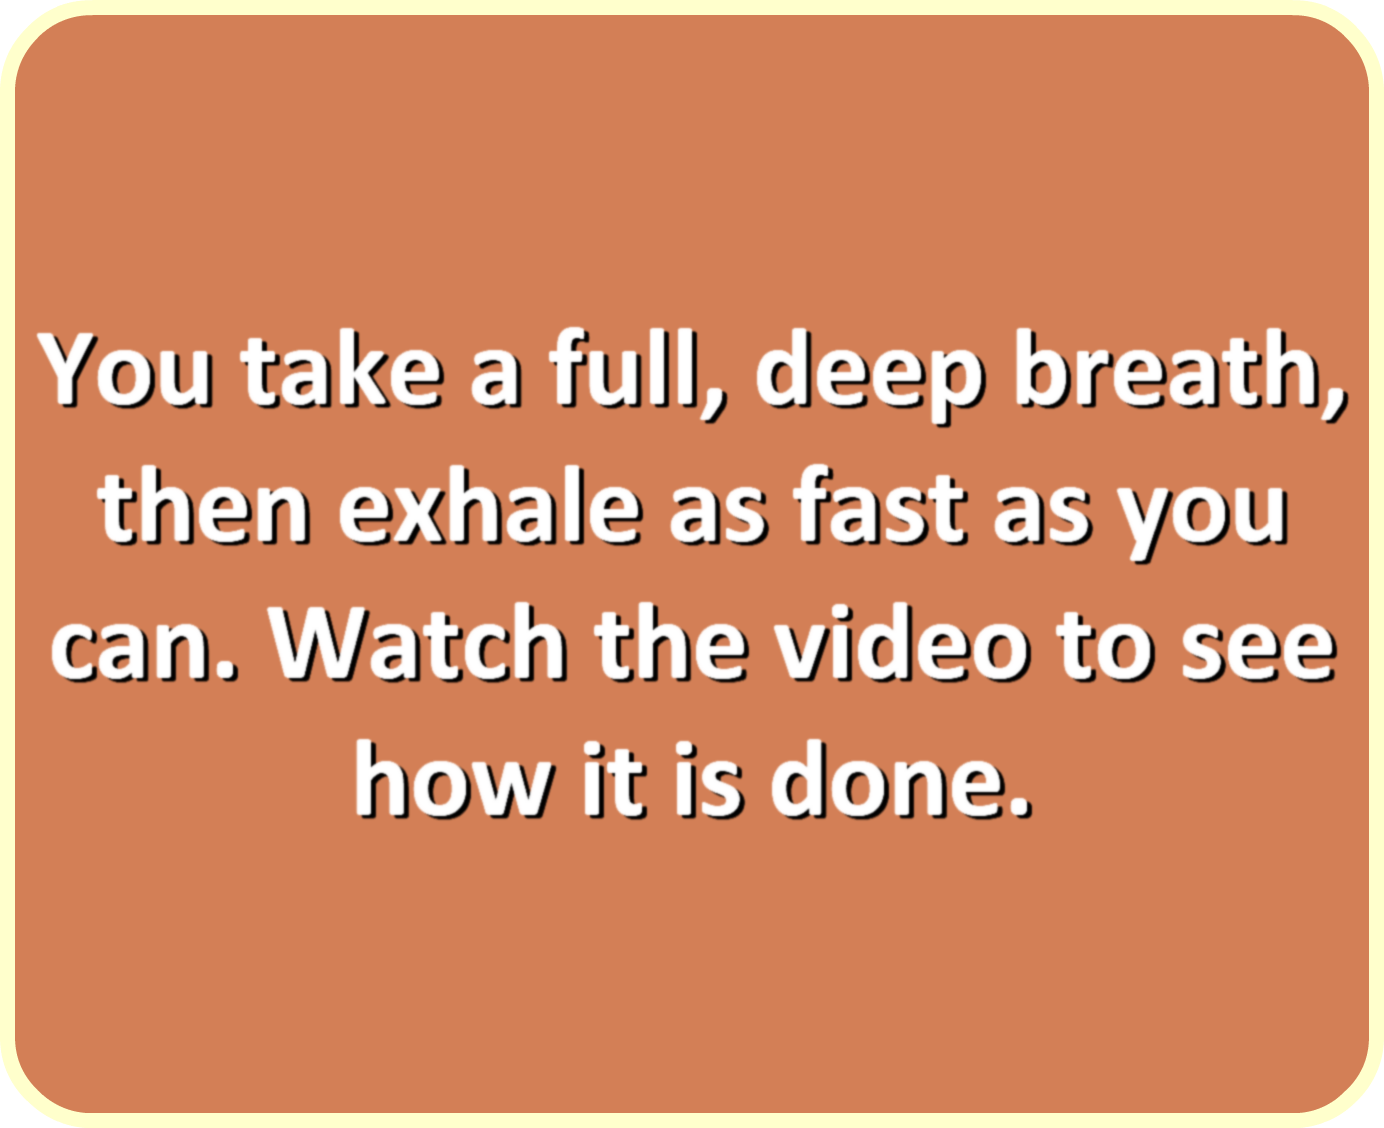 You take a full, deep breath,
then exhale as fast as you
can. Watch the video to see
how it is done.